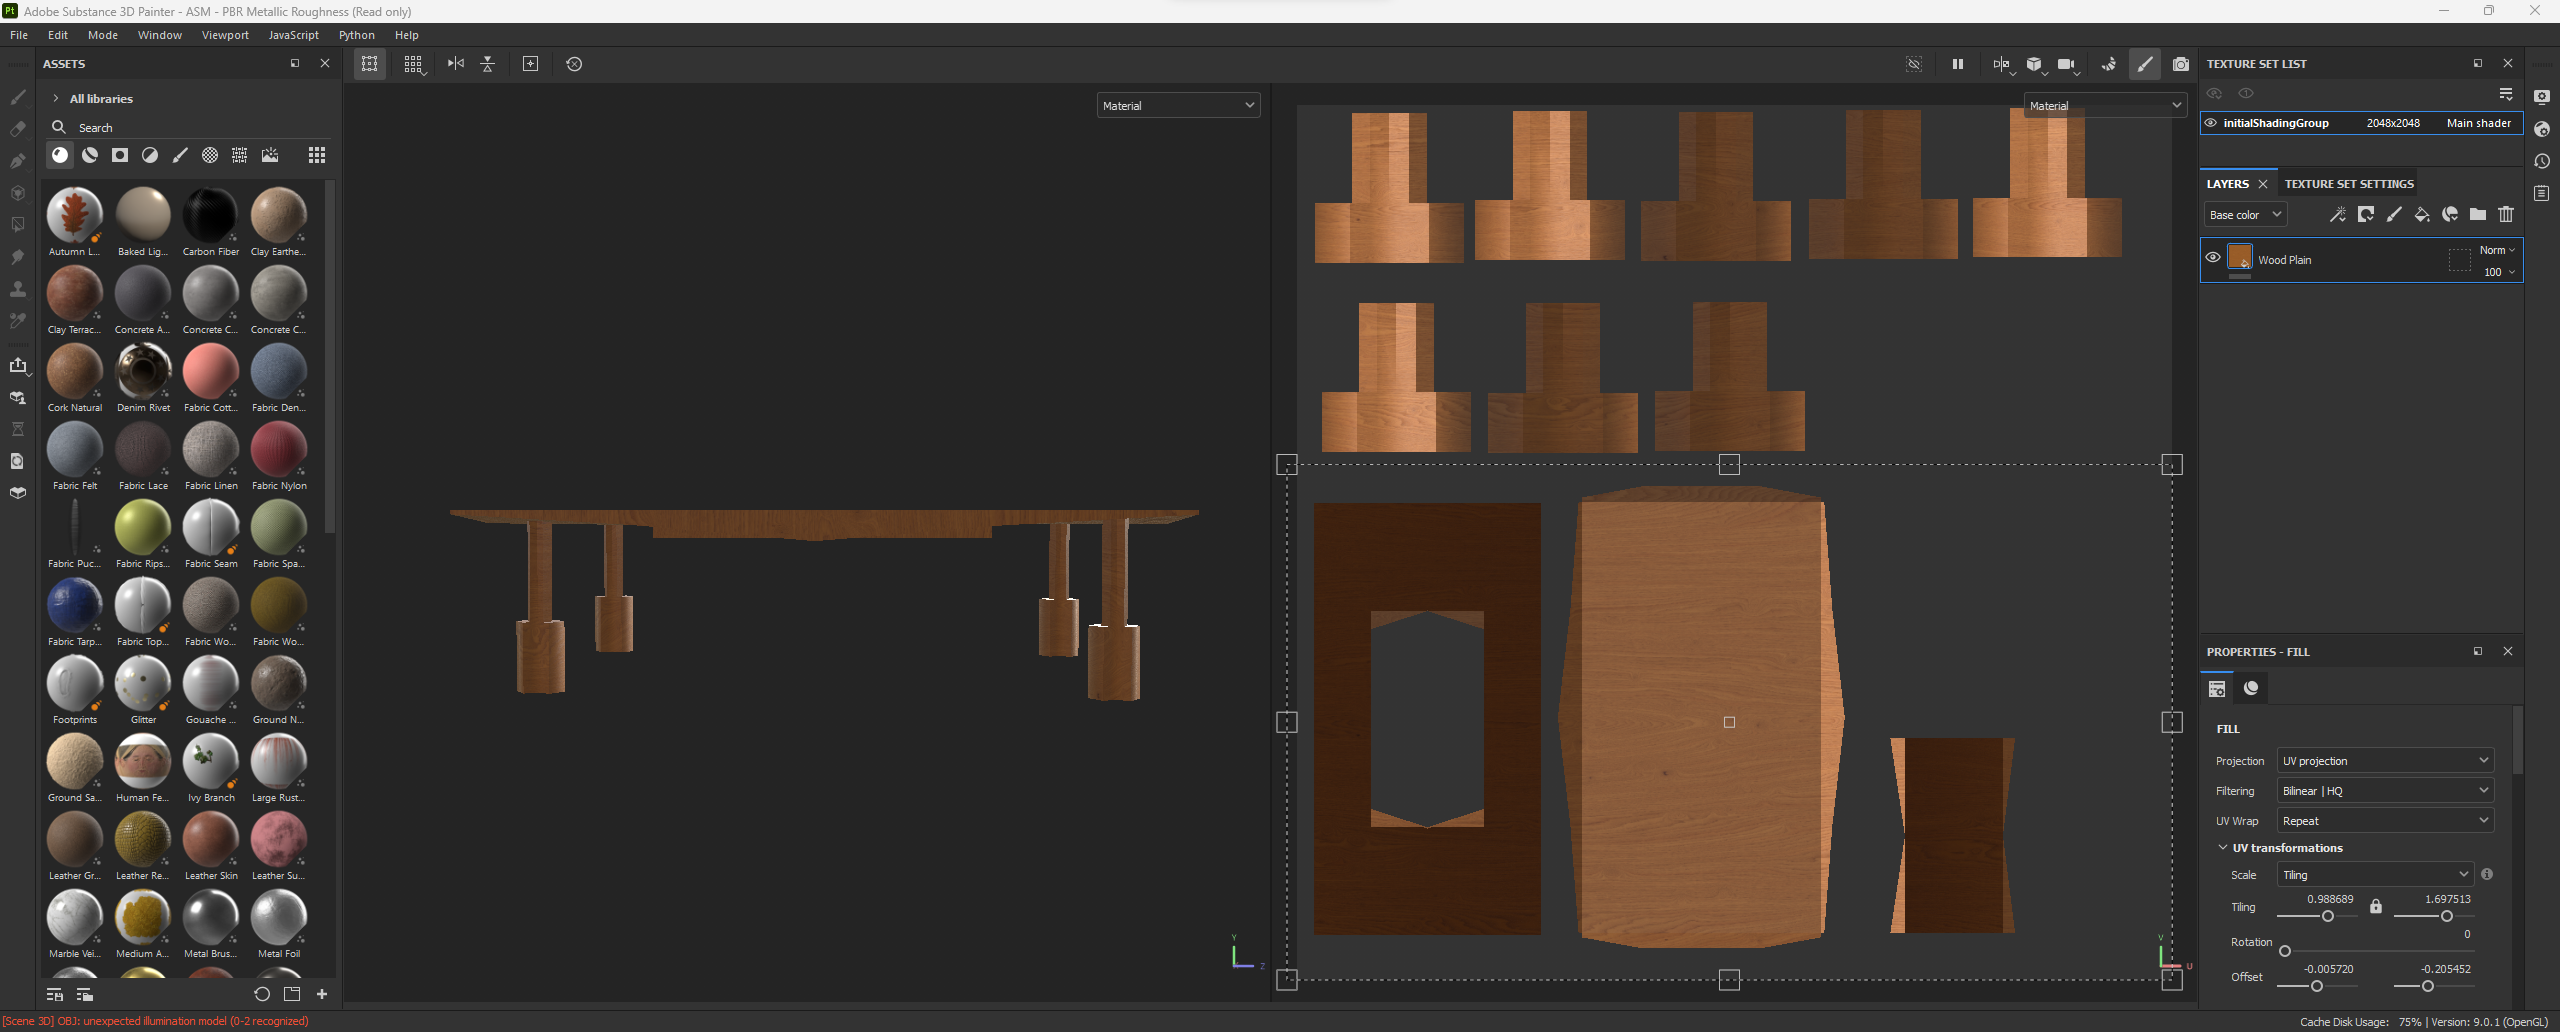 Adobe Substance 3D Painter - ASM - PBR Metallic Roughness (Read only)
File Edit Mode Window Viewport JavaScript Python Help
ASSETS
All libraries
Search
Autumn L... Baked Lig... Carbon Fiber Clay Earthe...
Clay Terrac... Concrete A... Concrete C... Concrete C...
Cork Natural Denim Rivet Fabric Cott... Fabric Den...
Fabric Felt Fabric Lace Fabric Linen Fabric Nylon
Fabric Puc... Fabric Rips... Fabric Seam Fabric Spa...
Fabric Tarp... Fabric Top... Fabric Wo... Fabric Wo...
Footprints Glitter Gouache ... Ground N...
Ground Sa... Human Fe... Ivy Branch Large Rust...
Leather Gr... Leather Re... Leather Skin Leather Su...
Marble Vei... Medium A... Metal Brus... Metal Foil
Material
Y
Z
Material
V
U
TEXTURE SET LIST
initialShadingGroup 2048x2048 Main shader
LAYERS TEXTURE SET SETTINGS
Base color
Wood Plain Norm
100
PROPERTIES - FILL
FILL
Projection UV projection
Filtering Bilinear | HQ
UV Wrap Repeat
UV transformations
Scale Tiling
Tiling 0.988689 1.697513
Rotation 0
Offset -0.005720 -0.205452
[Scene 3D] OBJ: unexpected illumination model (0-2 recognized)
Cache Disk Usage: 75% | Version: 9.0.1 (OpenGL)